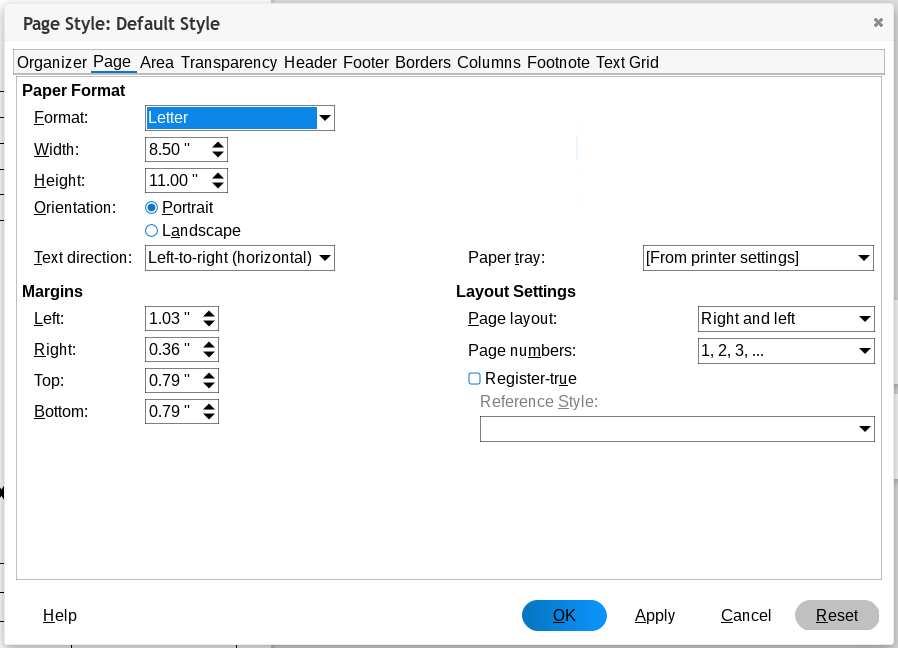 Page Style: Default Style
Organizer Page Area Transparency Header Footer Borders Columns Footnote Text Grid
Paper Format
Format: Letter
Width: 8.50 "
Height: 11.00 "
Orientation: Portrait
Landscape
Text direction: Left-to-right (horizontal) Paper tray: [From printer settings]
Margins Layout Settings
Left: 1.03 " Page layout: Right and left
Right: 0.36 " Page numbers: 1, 2, 3, ...
Top: 0.79 " Register-true
Reference Style:
Bottom: 0.79 "
Help OK Apply Cancel Reset